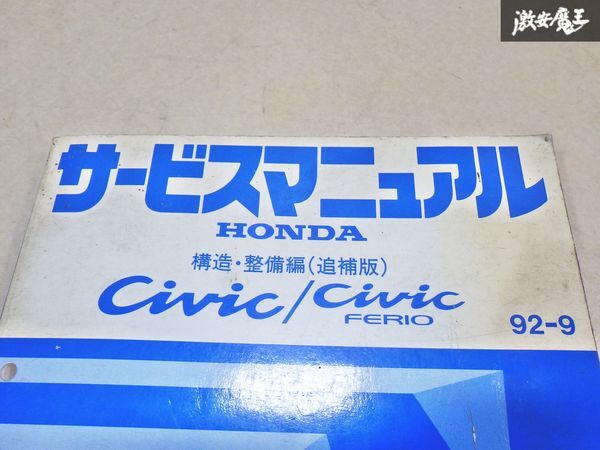 激安魔王
サービスマニュアル
HONDA
構造・整備編(追補版)
Civic/Civic FERIO
92-9